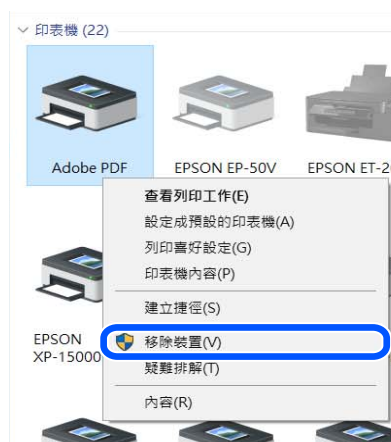 印表機 (22)
Adobe PDF
EPSON EP-50V
EPSON ET-2
查看列印工作(E)
設定成預設的印表機(A)
列印喜好設定(G)
印表機內容(P)
建立捷徑(S)
EPSON
XP-15000
移除裝置(V)
疑難排解(T)
內容(R)